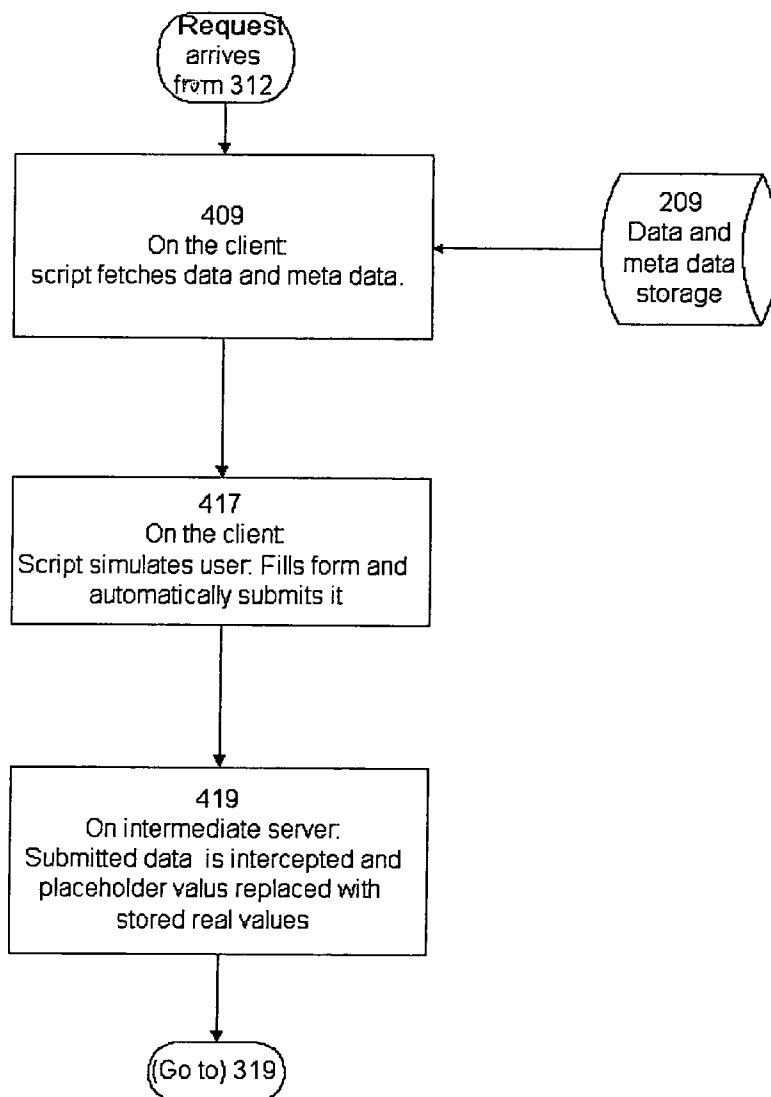 Request
arrives
from 312
409
On the client:
script fetches data and meta data.
209
Data and
meta data
storage
417
On the client:
Script simulates user: Fills form and
automatically submits it
419
On intermediate server:
Submitted data is intercepted and
placeholder valus replaced with
stored real values
(Go to) 319